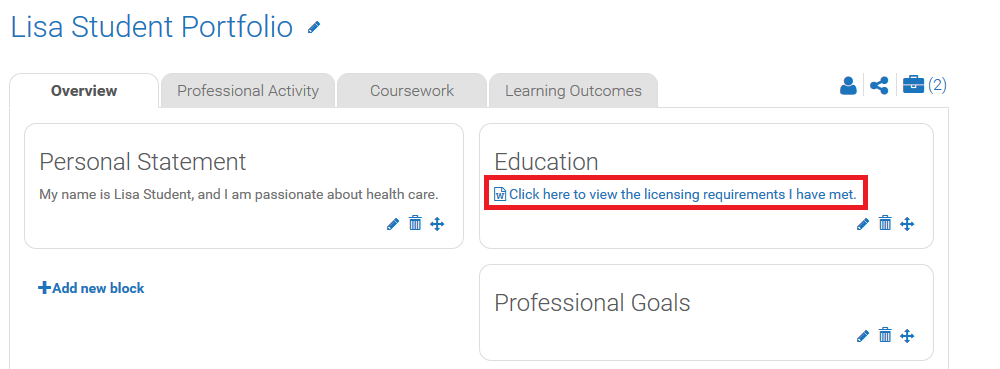 Lisa Student Portfolio
Overview
Professional Activity
Coursework
Learning Outcomes
(2)
Personal Statement
My name is Lisa Student, and I am passionate about health care.
Education
Click here to view the licensing requirements I have met.
Add new block
Professional Goals